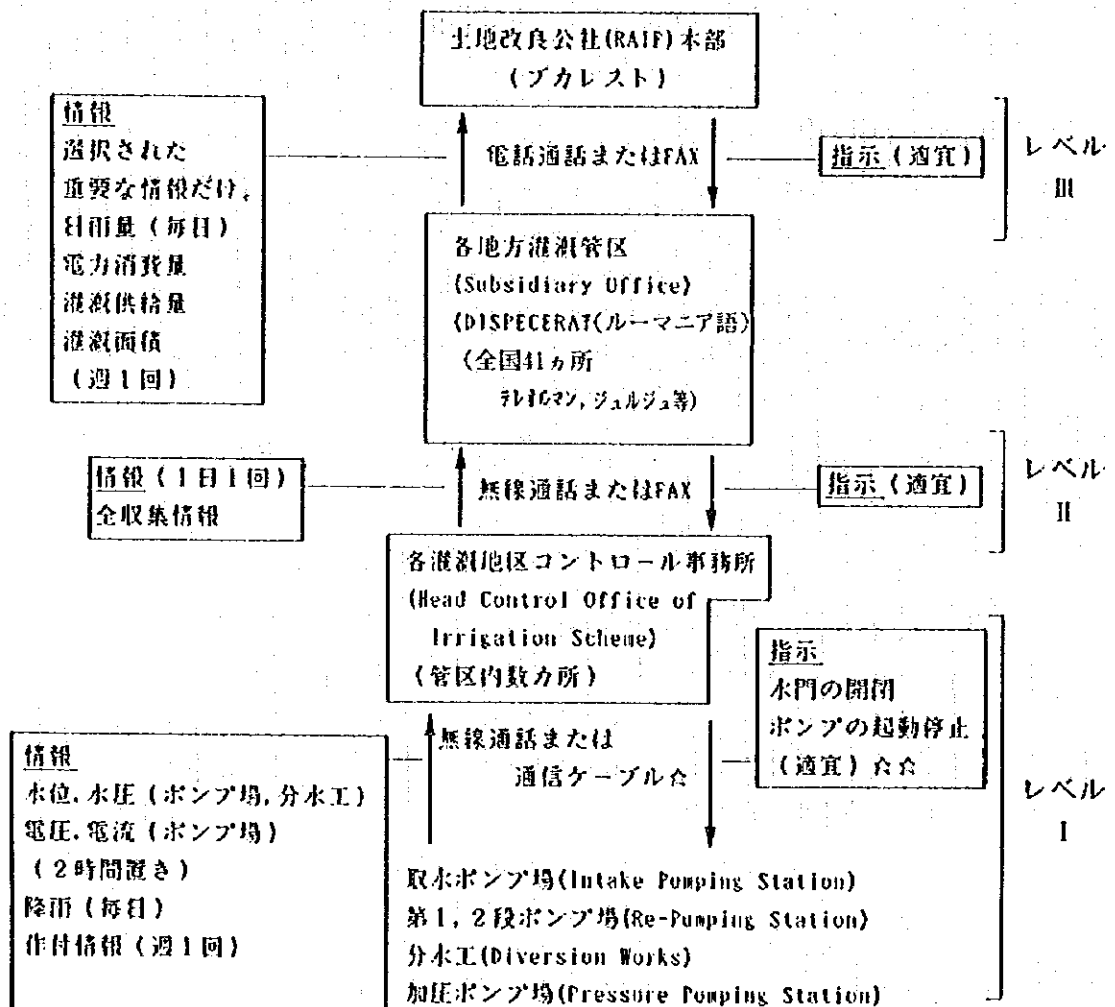 土地改良公社(RAIF)本部
(ブカレスト)
情報
選択された
重要な情報だけ、
日雨量(毎日)
電力消費量
灌漑供給量
灌漑面積
(週1回)
電話通話またはFAX
指示(適宜)
レベル
III
各地方灌漑管区
(Subsidiary Office)
(DISPECERAT(ルーマニア語)
(全国41ヵ所
テレオルマン,ジュルジュ等)
情報(1日1回)
全収集情報
無線通話またはFAX
指示(適宜)
レベル
II
各灌漑地区コントロール事務所
(Head Control Office of
Irrigation Scheme)
(管区内数カ所)
指示
水門の開閉
ポンプの起動停止
(適宜)☆☆
レベル
I
無線通話または
通信ケーブル☆
情報
水位,水圧(ポンプ場,分水工)
電圧,電流(ポンプ場)
(2時間置き)
降雨(毎日)
作付情報(週1回)
取水ポンプ場(Intake Pumping Station)
第1,2段ポンプ場(Re-Pumping Station)
分水工(Diversion Works)
加圧ポンプ場(Pressure Pumping Station)